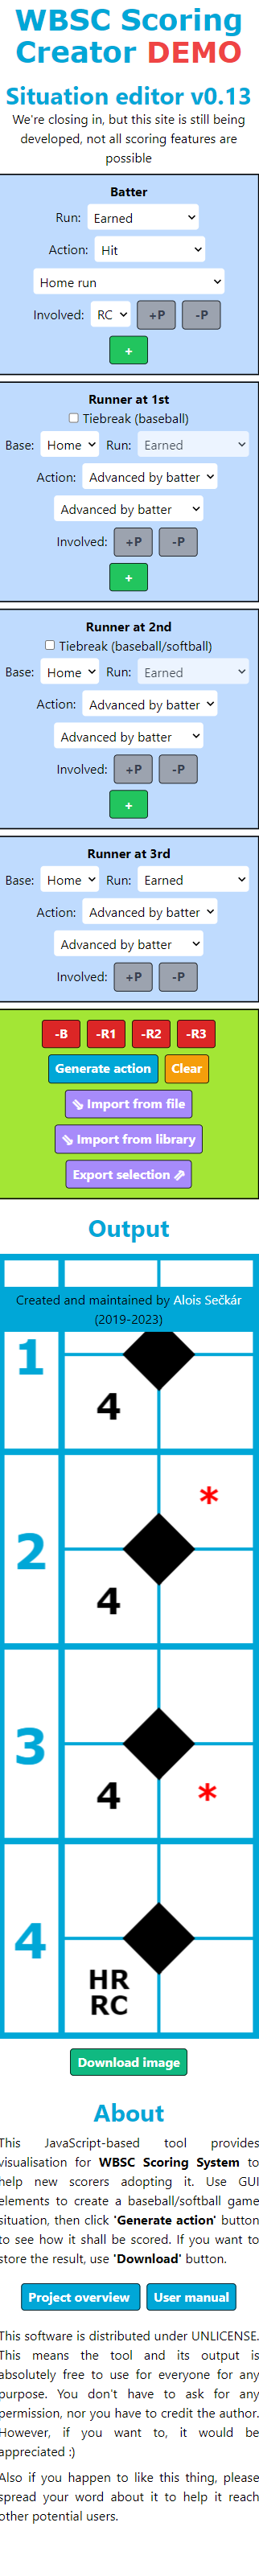 WBSC Scoring
Creator DEMO
Situation editor v0.13
We're closing in, but this site is still being
developed, not all scoring features are
possible
Batter
Run: Earned
Action: Hit
Home run
Involved: RC +P -P
+
Runner at 1st
Tiebreak (baseball)
Base: Home Run: Earned
Action: Advanced by batter
Advanced by batter
Involved: +P -P
+
Runner at 2nd
Tiebreak (baseball/softball)
Base: Home Run: Earned
Action: Advanced by batter
Advanced by batter
Involved: +P -P
+
Runner at 3rd
Base: Home Run: Earned
Action: Advanced by batter
Advanced by batter
Involved: +P -P
-B -R1 -R2 -R3
Generate action Clear
⇘ Import from file
⇘ Import from library
Export selection ⇗
Output
Created and maintained by Alois Sečkár
(2019-2023)
1
4
*
2
4
3
4 *
4
HR
RC
Download image
About
This JavaScript-based tool provides
visualisation for WBSC Scoring System to
help new scorers adopting it. Use GUI
elements to create a baseball/softball game
situation, then click 'Generate action' button
to see how it shall be scored. If you want to
store the result, use 'Download' button.
Project overview User manual
This software is distributed under UNLICENSE.
This means the tool and its output is
absolutely free to use for everyone for any
purpose. You don't have to ask for any
permission, nor you have to credit the author.
However, if you want to, it would be
appreciated :)
Also if you happen to like this thing, please
spread your word about it to help it reach
other potential users.